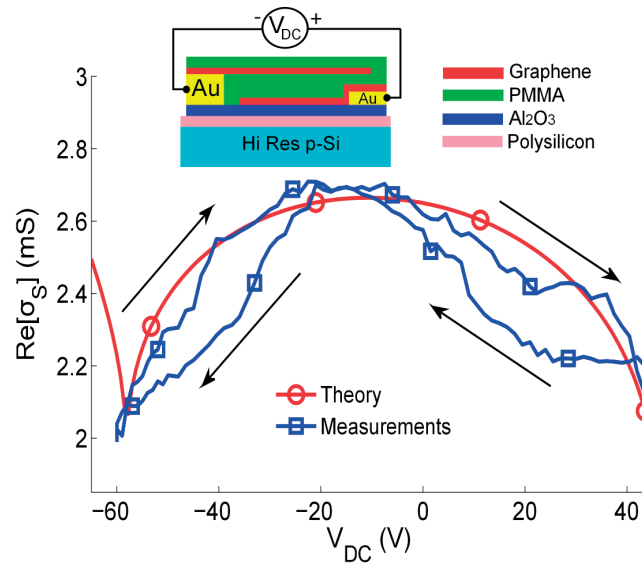 - V_DC +
Au
Au
Hi Res p-Si
Graphene
PMMA
Al₂O₃
Polysilicon
Re[σ_S] (mS)
3
2.8
2.6
2.4
2.2
2
Theory
Measurements
−60 −40 −20 0 20 40
V_DC (V)